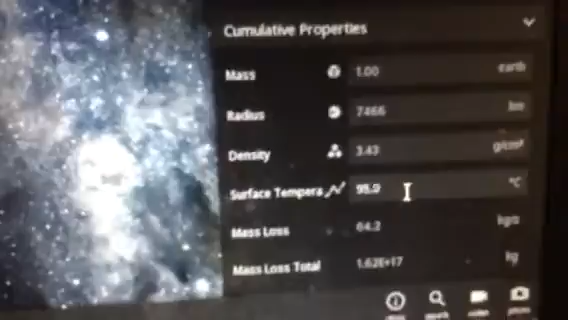 Cumulative Properties
Mass 1.00 earth
Radius 7466 km
Density 3.43 g/cm³
Surface Tempera 99.9 °C
Mass Loss 64.2 kg/s
Mass Loss Total 1.62E+17 kg